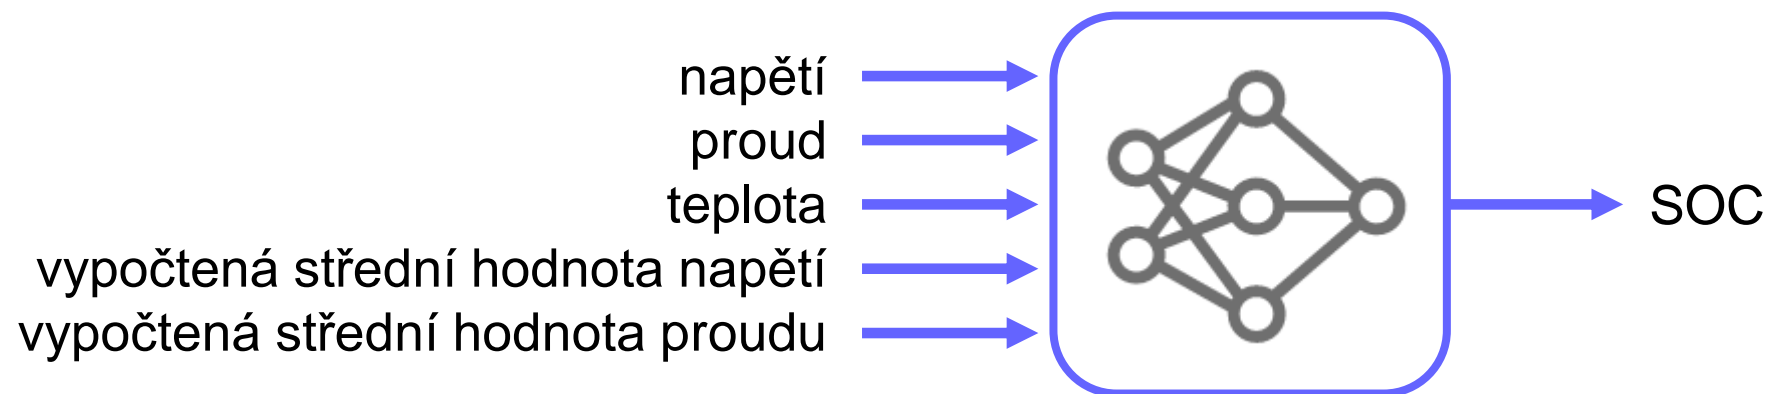 napětí
proud
teplota
vypočtená střední hodnota napětí
vypočtená střední hodnota proudu
SOC